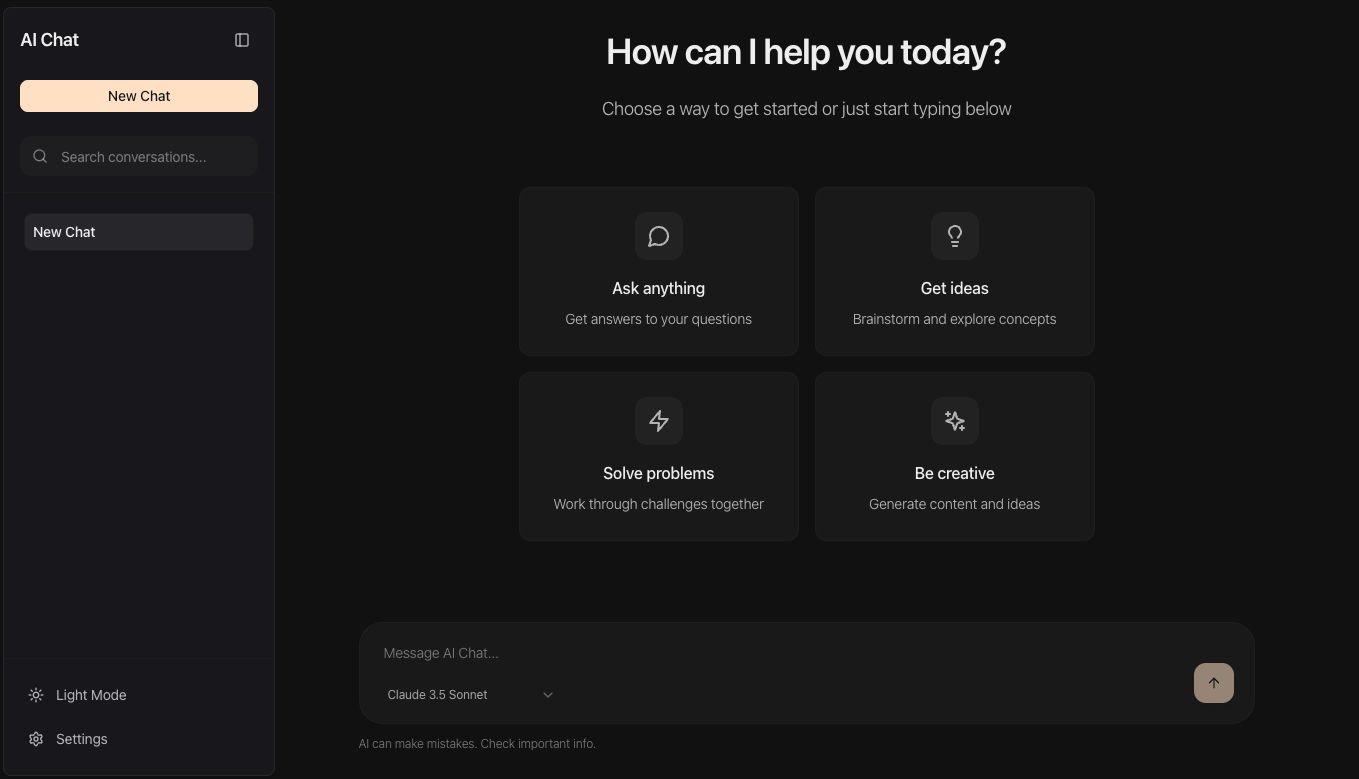 AI Chat
New Chat
Search conversations...
New Chat
Light Mode
Settings
How can I help you today?
Choose a way to get started or just start typing below
Ask anything
Get answers to your questions
Get ideas
Brainstorm and explore concepts
Solve problems
Work through challenges together
Be creative
Generate content and ideas
Message AI Chat...
Claude 3.5 Sonnet
AI can make mistakes. Check important info.